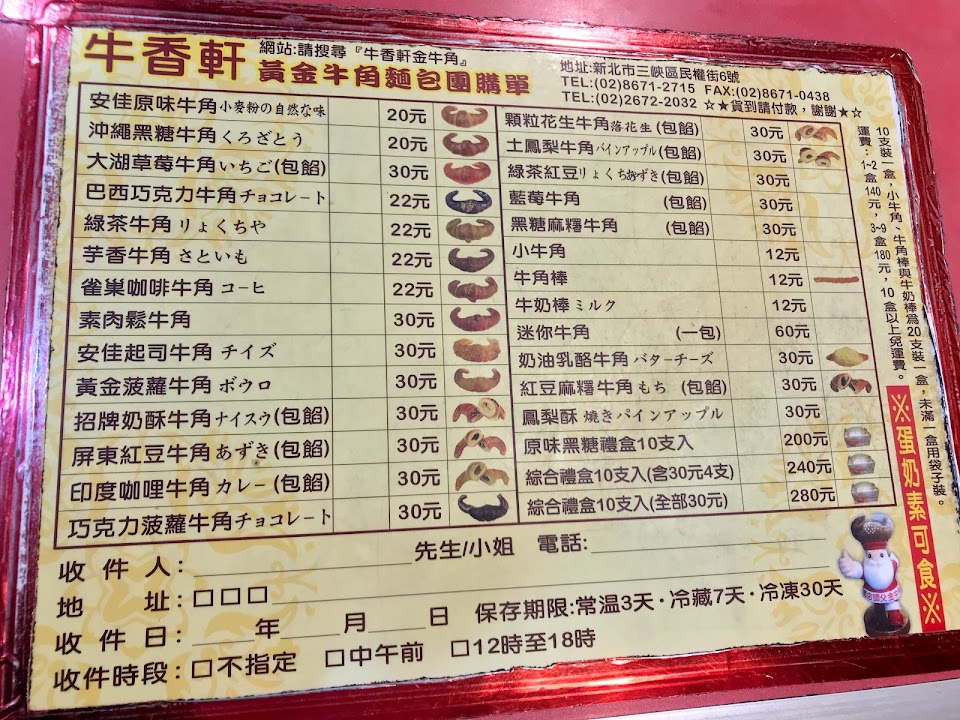 牛香軒 網站:請搜尋『牛香軒金牛角』
黃金牛角麵包團購單
地址:新北市三峽區民權街6號
TEL:(02)8671-2715 FAX:(02)8671-0438
TEL:(02)2672-2032 ☆★貨到請付款，謝謝★☆
安佳原味牛角小麥粉の自然な味 20元
沖繩黑糖牛角くろざとう 20元
大湖草莓牛角いちご(包餡) 30元
巴西巧克力牛角チョコレート 22元
綠茶牛角りょくちや 22元
芋香牛角さといも 22元
雀巢咖啡牛角コーヒ 22元
素肉鬆牛角 30元
安佳起司牛角チイズ 30元
黃金菠蘿牛角ボウロ 30元
招牌奶酥牛角ナイスウ(包餡) 30元
屏東紅豆牛角あずき(包餡) 30元
印度咖哩牛角カレー(包餡) 30元
巧克力菠蘿牛角チョコレート 30元
顆粒花生牛角落花生(包餡) 30元
土鳳梨牛角パインアップル(包餡) 30元
綠茶紅豆りょくちあずき(包餡) 30元
藍莓牛角 (包餡) 30元
黑糖麻糬牛角 (包餡) 30元
小牛角 12元
牛角棒 12元
牛奶棒ミルク 12元
迷你牛角 (一包) 60元
奶油乳酪牛角バターチーズ 30元
紅豆麻糬牛角もち (包餡) 30元
鳳梨酥 焼きパインアップル 30元
原味黑糖禮盒10支入 200元
綜合禮盒10支入(含30元4支) 240元
綜合禮盒10支入(全部30元) 280元
10支裝一盒，小牛角、牛角棒與牛奶棒為20支裝一盒，未滿一盒用袋子裝。
運費:1~2盒140元，3~9盒180元，10盒以上免運費。
※蛋奶素可食※
收件人: 先生/小姐 電話:
地 址:□□□
收件日: 年 月 日 保存期限:常温3天·冷藏7天·冷凍30天
收件時段:□不指定 □中午前 □12時至18時